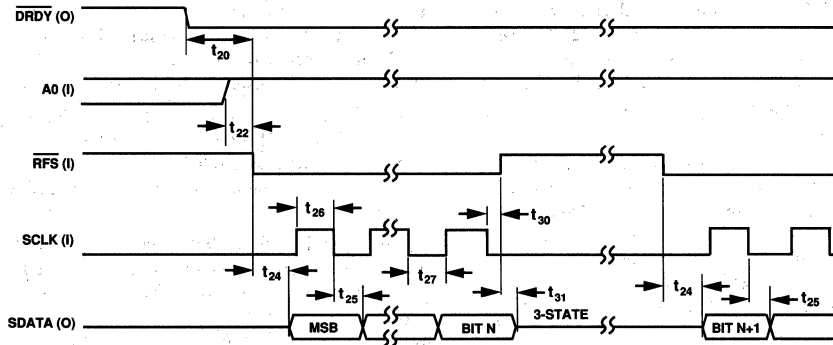 DRDY (O)
t20
A0 (I)
t22
RFS (I)
t26
t30
SCLK (I)
t24
t25
t27
t31
t24
t25
SDATA (O)
MSB
BIT N
3-STATE
BIT N+1